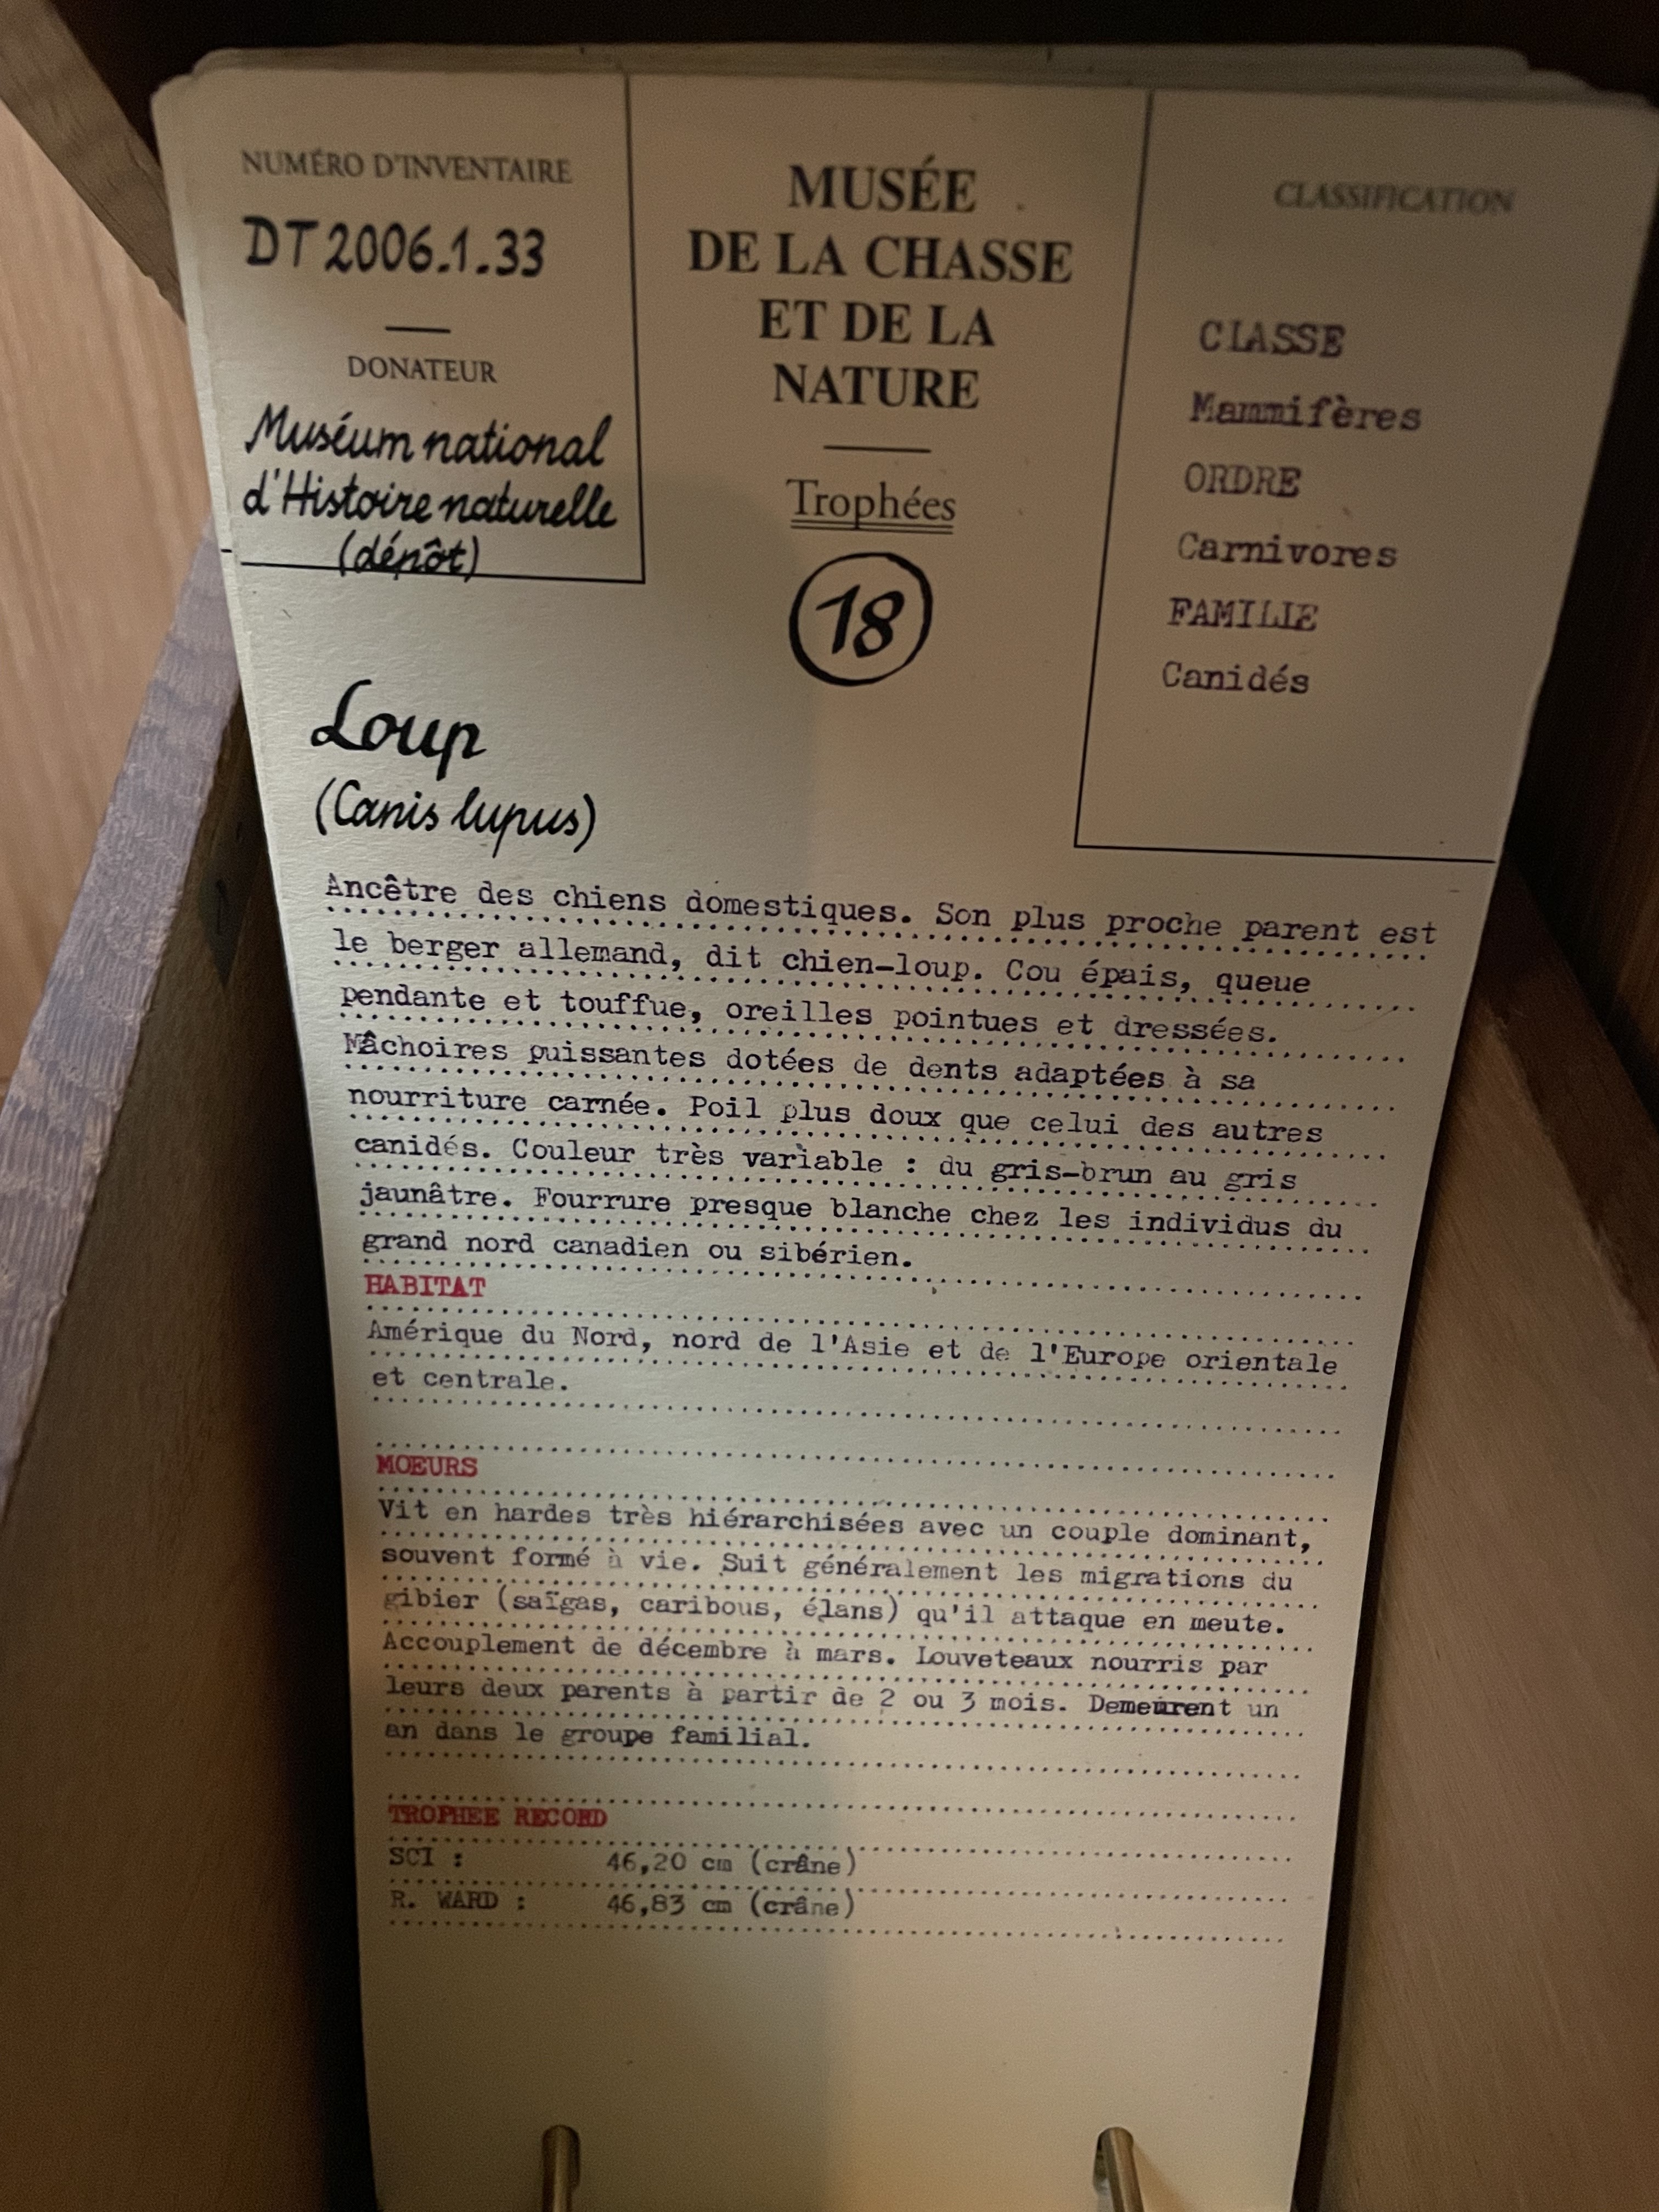 NUMÉRO D'INVENTAIRE
DT2006.1.33
DONATEUR
Muséum national
d'Histoire naturelle
(dépôt)
MUSÉE
DE LA CHASSE
ET DE LA
NATURE
Trophées
18
CLASSIFICATION
CLASSE
Mammifères
ORDRE
Carnivores
FAMILLE
Canidés
Loup
(Canis lupus)
Ancêtre des chiens domestiques. Son plus proche parent est
le berger allemand, dit chien-loup. Cou épais, queue
pendante et touffue, oreilles pointues et dressées.
Mâchoires puissantes dotées de dents adaptées à sa
nourriture carnée. Poil plus doux que celui des autres
canidés. Couleur très variable : du gris-brun au gris
jaunâtre. Fourrure presque blanche chez les individus du
grand nord canadien ou sibérien.
HABITAT
Amérique du Nord, nord de l'Asie et de l'Europe orientale
et centrale.
MOEURS
Vit en hardes très hiérarchisées avec un couple dominant,
souvent formé à vie. Suit généralement les migrations du
gibier (saïgas, caribous, élans) qu'il attaque en meute.
Accouplement de décembre à mars. Louveteaux nourris par
leurs deux parents à partir de 2 ou 3 mois. Demeurent un
an dans le groupe familial.
TROPHEE RECORD
SCI : 46,20 cm (crâne)
R. WARD : 46,83 cm (crâne)